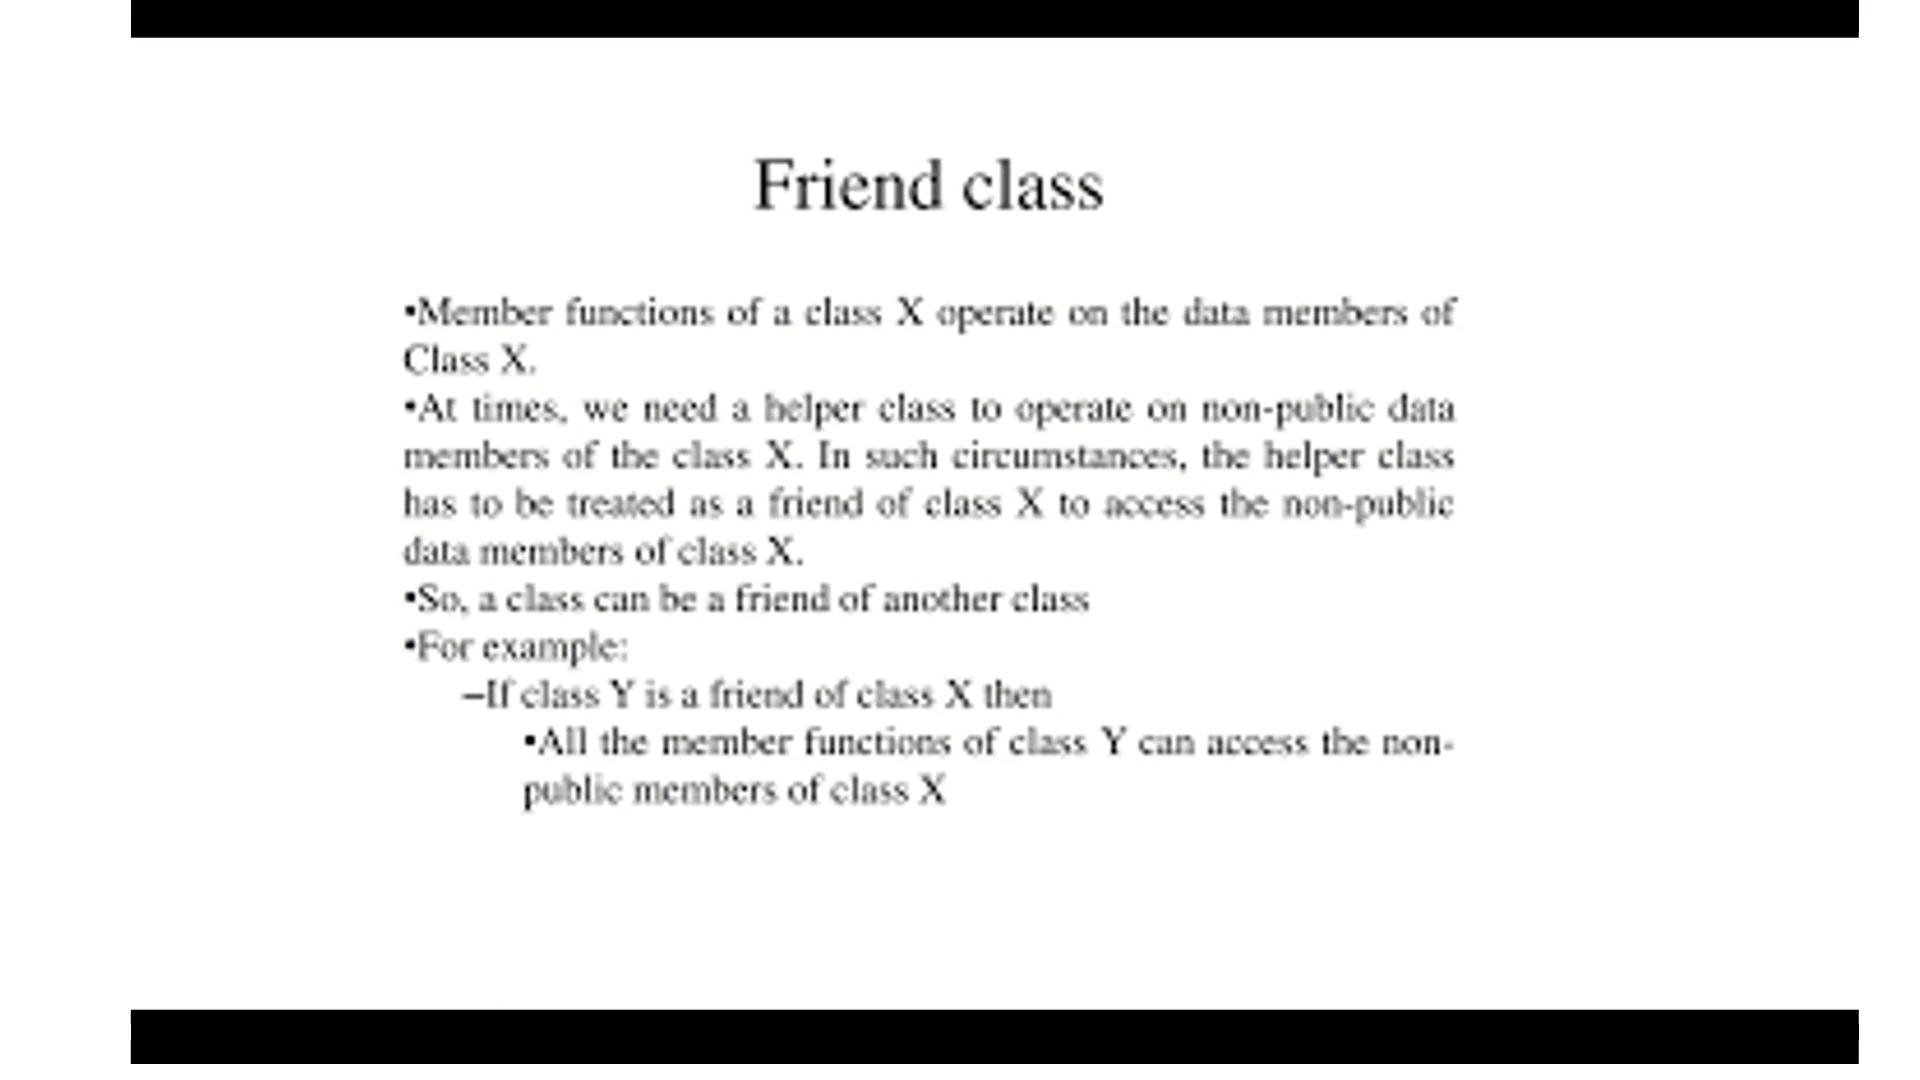 Friend class
•Member functions of a class X operate on the data members of
Class X.
•At times, we need a helper class to operate on non-public data
members of the class X. In such circumstances, the helper class
has to be treated as a friend of class X to access the non-public
data members of class X.
•So, a class can be a friend of another class
•For example:
–If class Y is a friend of class X then
•All the member functions of class Y can access the non-
public members of class X